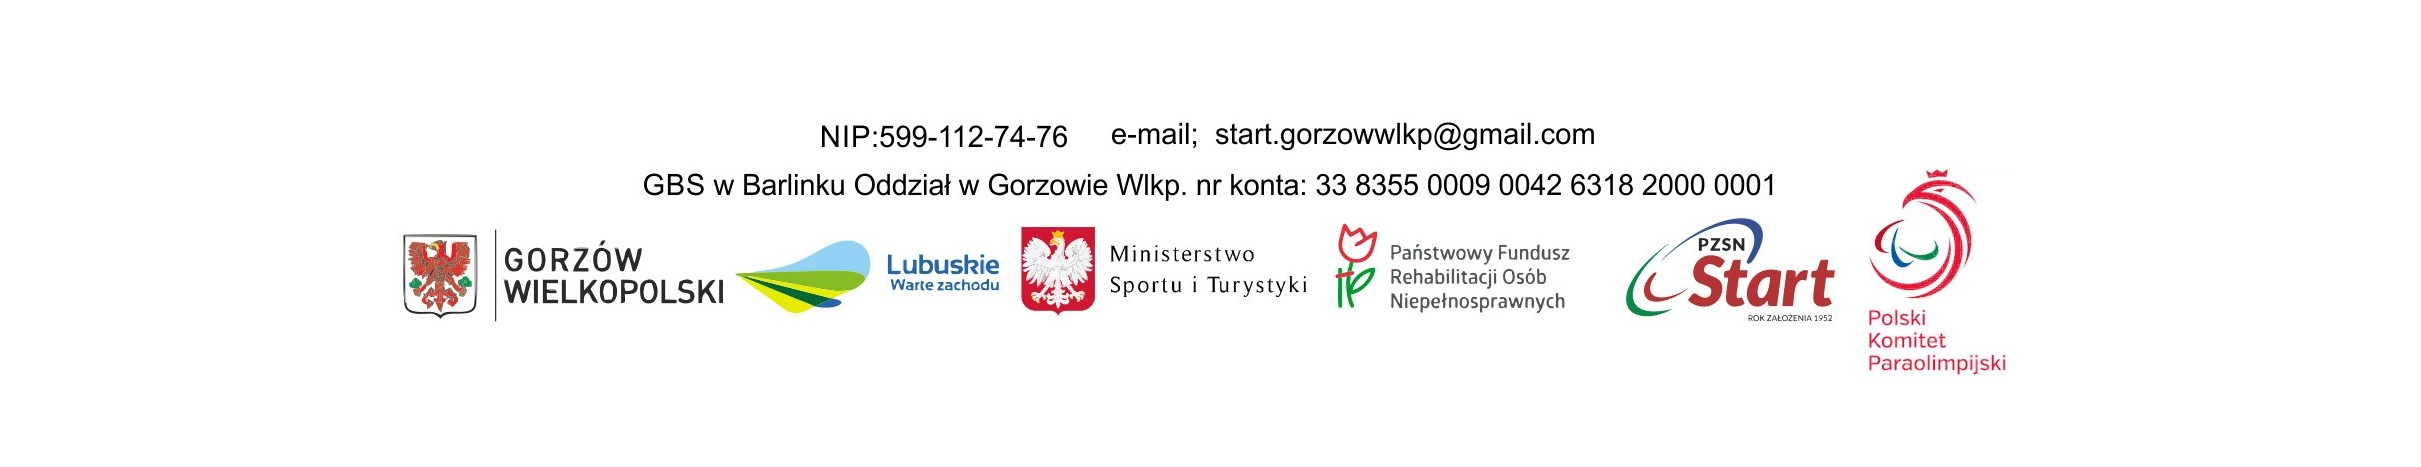 NIP:599-112-74-76 e-mail; start.gorzowwlkp@gmail.com
GBS w Barlinku Oddział w Gorzowie Wlkp. nr konta: 33 8355 0009 0042 6318 2000 0001
GORZÓW
WIELKOPOLSKI
Lubuskie
Warte zachodu
Ministerstwo
Sportu i Turystyki
Państwowy Fundusz
Rehabilitacji Osób
Niepełnosprawnych
PZSN
Start
ROK ZAŁOŻENIA 1952
Polski
Komitet
Paraolimpijski